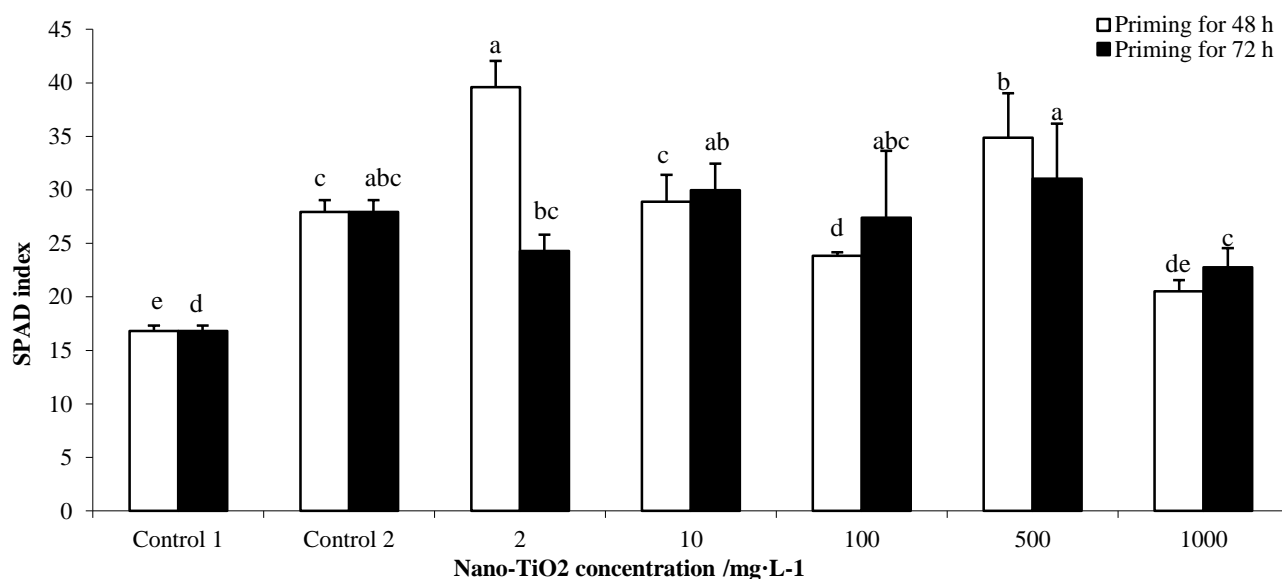 Priming for 48 h
Priming for 72 h
SPAD index
45
40
35
30
25
20
15
10
5
0
e d
c abc
a bc
c ab
d abc
b a
de c
Control 1 Control 2 2 10 100 500 1000
Nano-TiO2 concentration /mg·L-1